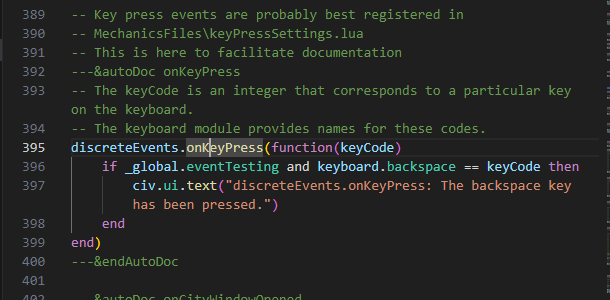 389 -- Key press events are probably best registered in
390 -- MechanicsFiles\keyPressSettings.lua
391 -- This is here to facilitate documentation
392 ---&autoDoc onKeyPress
393 -- The keyCode is an integer that corresponds to a particular key
on the keyboard.
394 -- The keyboard module provides names for these codes.
395 discreteEvents.onKeyPress(function(keyCode)
396 if _global.eventTesting and keyboard.backspace == keyCode then
397 civ.ui.text("discreteEvents.onKeyPress: The backspace key
has been pressed.")
398 end
399 end)
400 ---&endAutoDoc
401
402 ---&autoDoc onCityWindowOpened